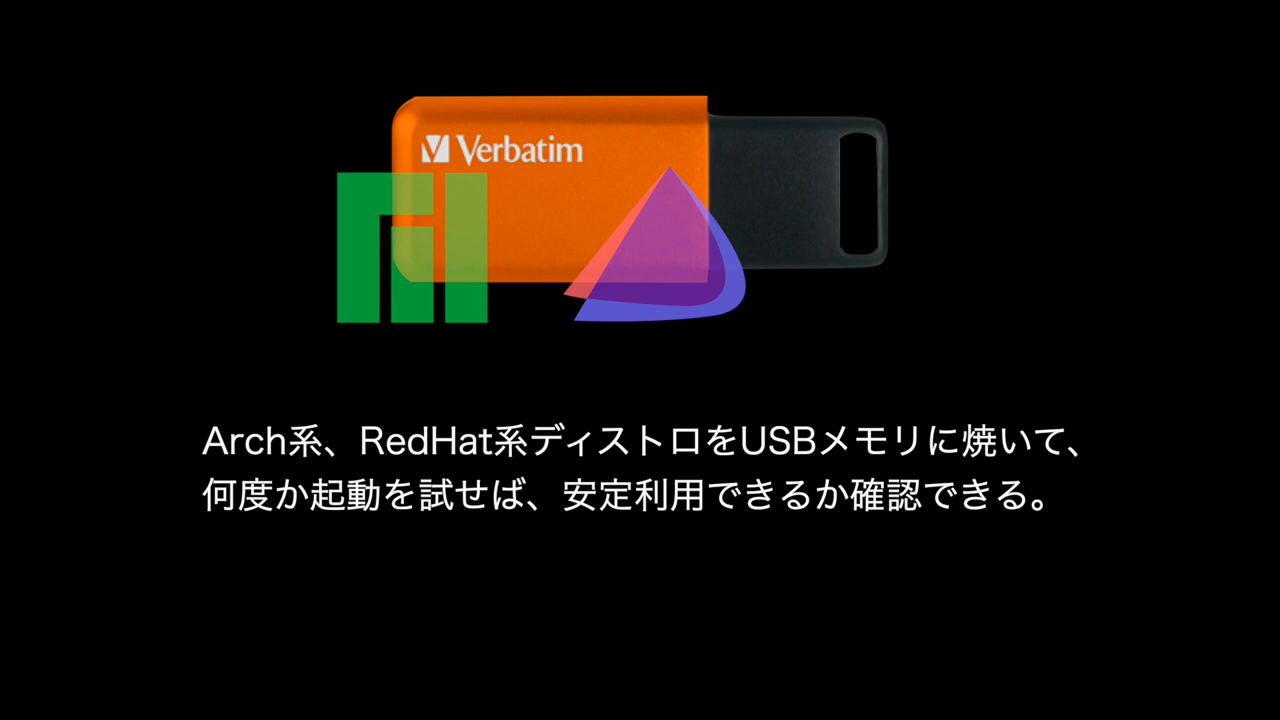 Verbatim
Arch系、RedHat系ディストロをUSBメモリに焼いて、
何度か起動を試せば、安定利用できるか確認できる。